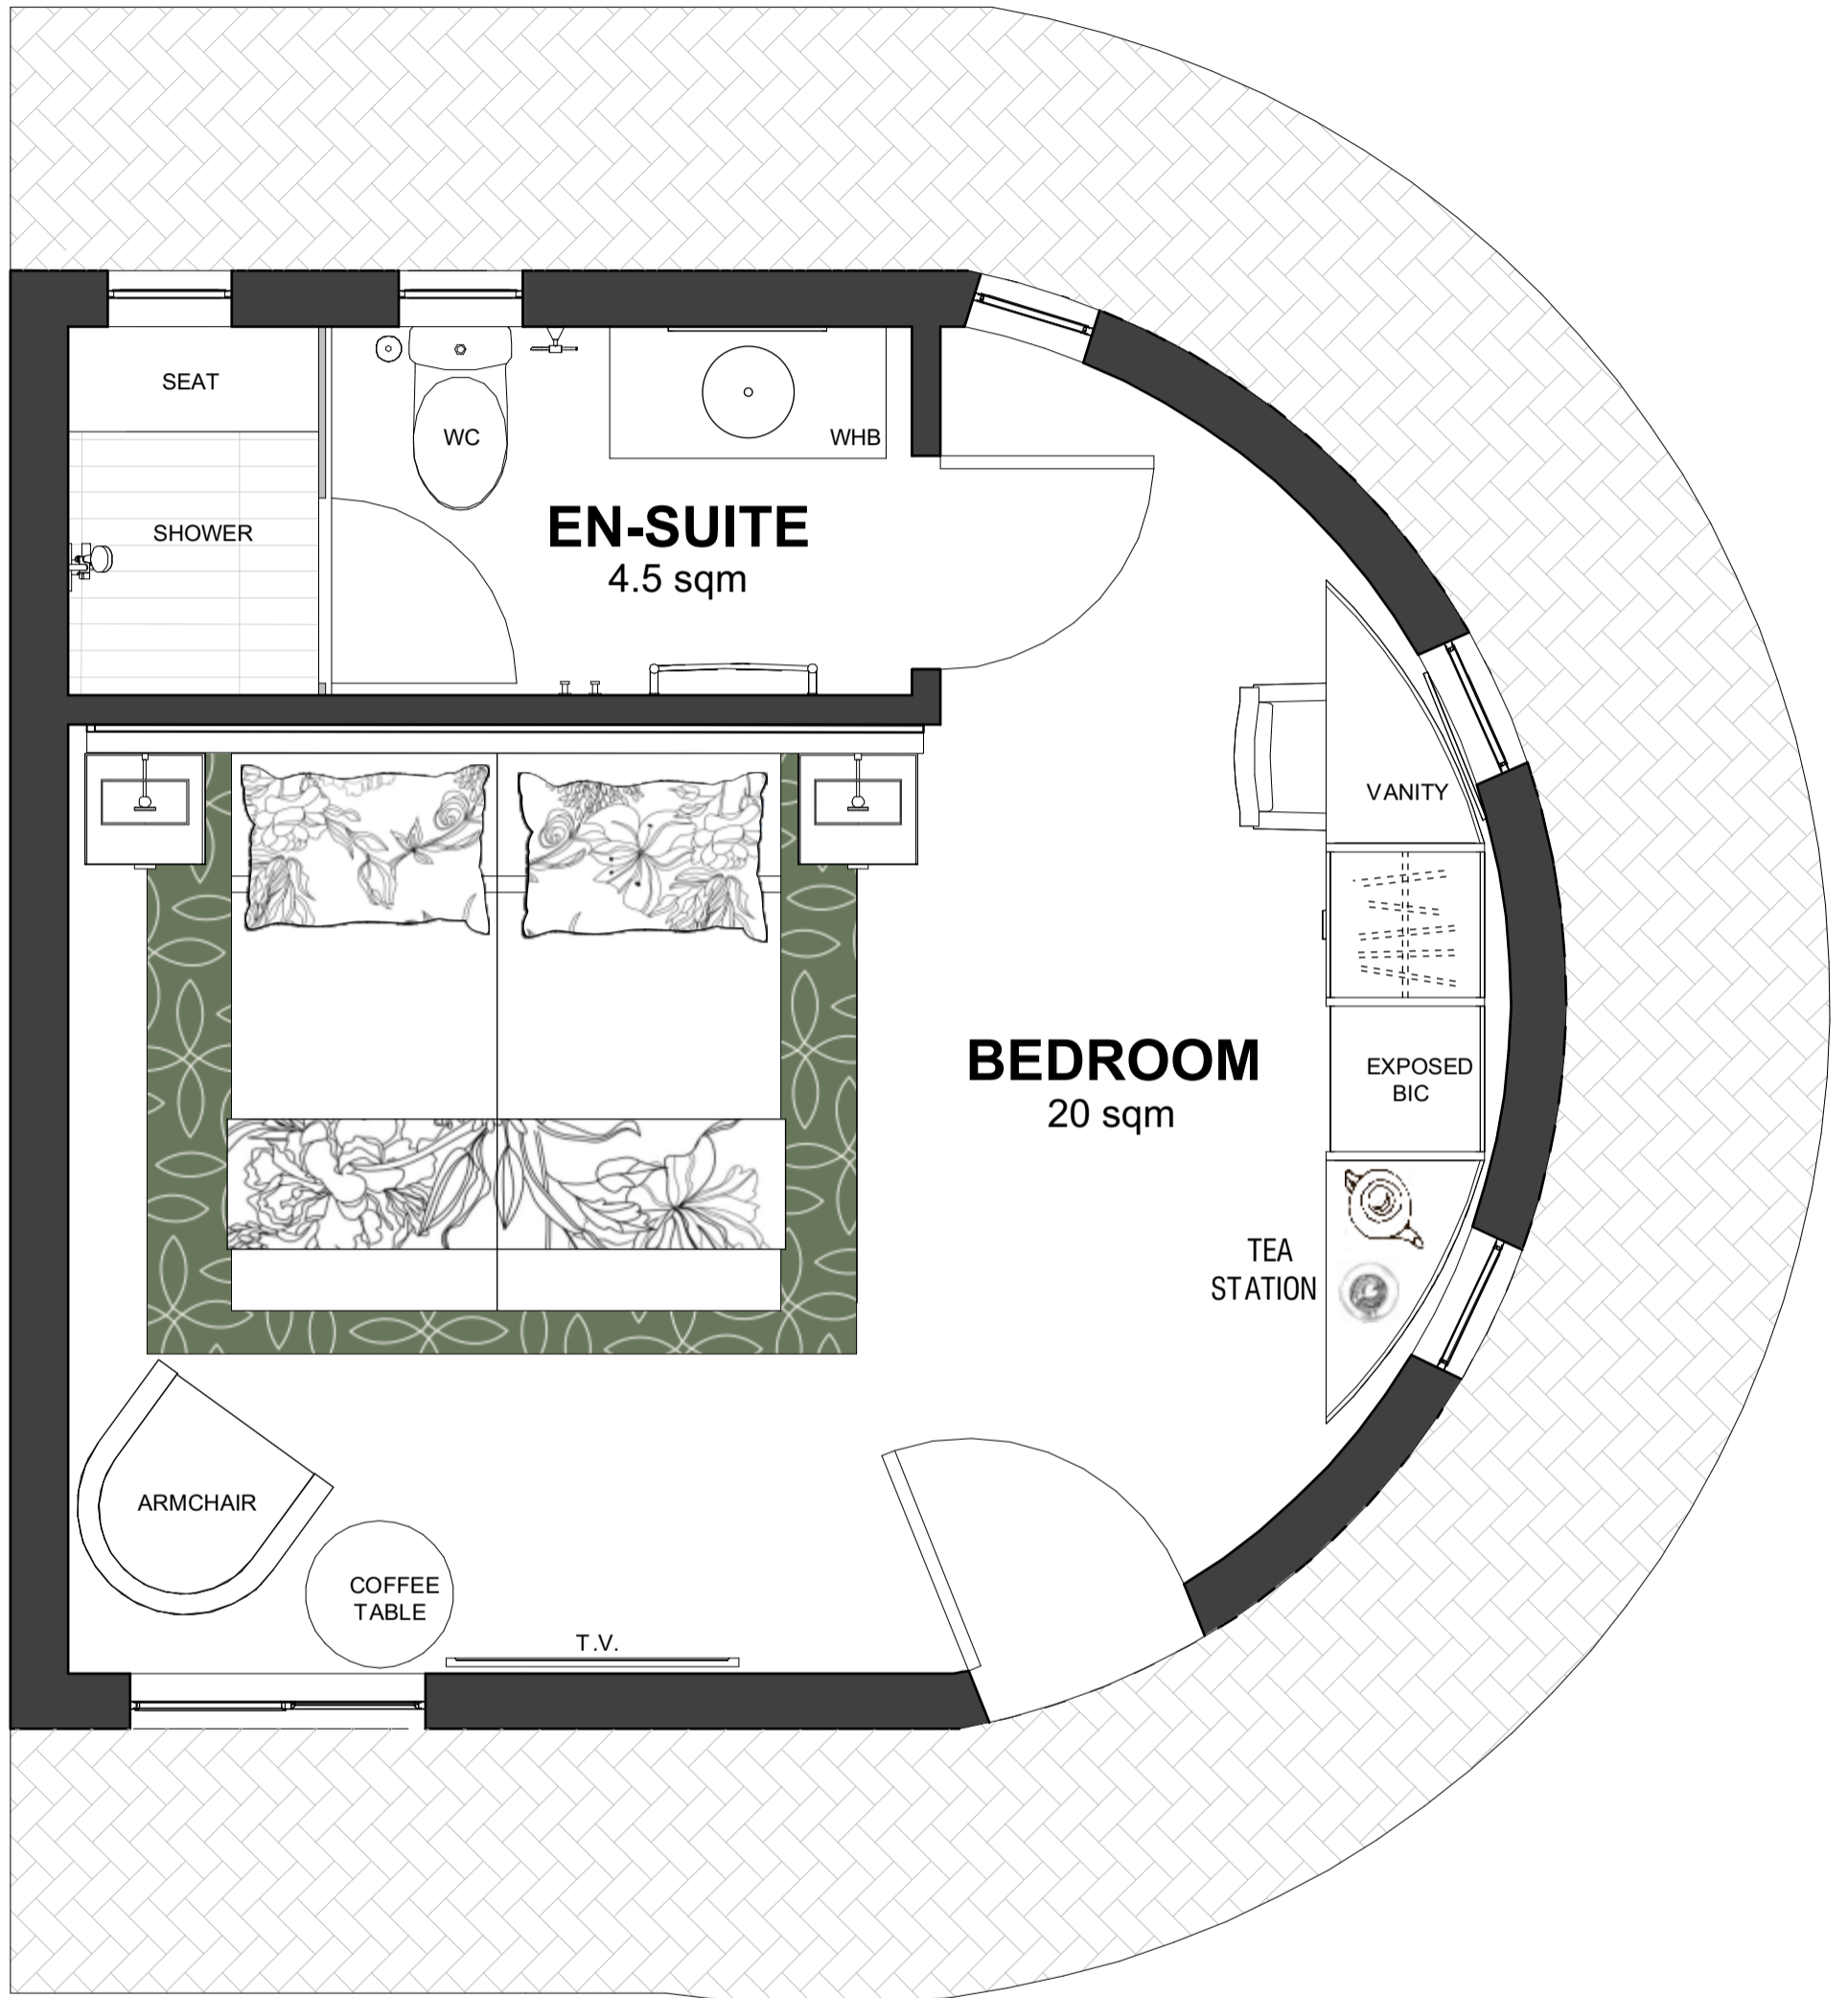 SEAT
WC
WHB
SHOWER
EN-SUITE
4.5 sqm
VANITY
BEDROOM
20 sqm
EXPOSED
BIC
TEA
STATION
ARMCHAIR
COFFEE
TABLE
T.V.